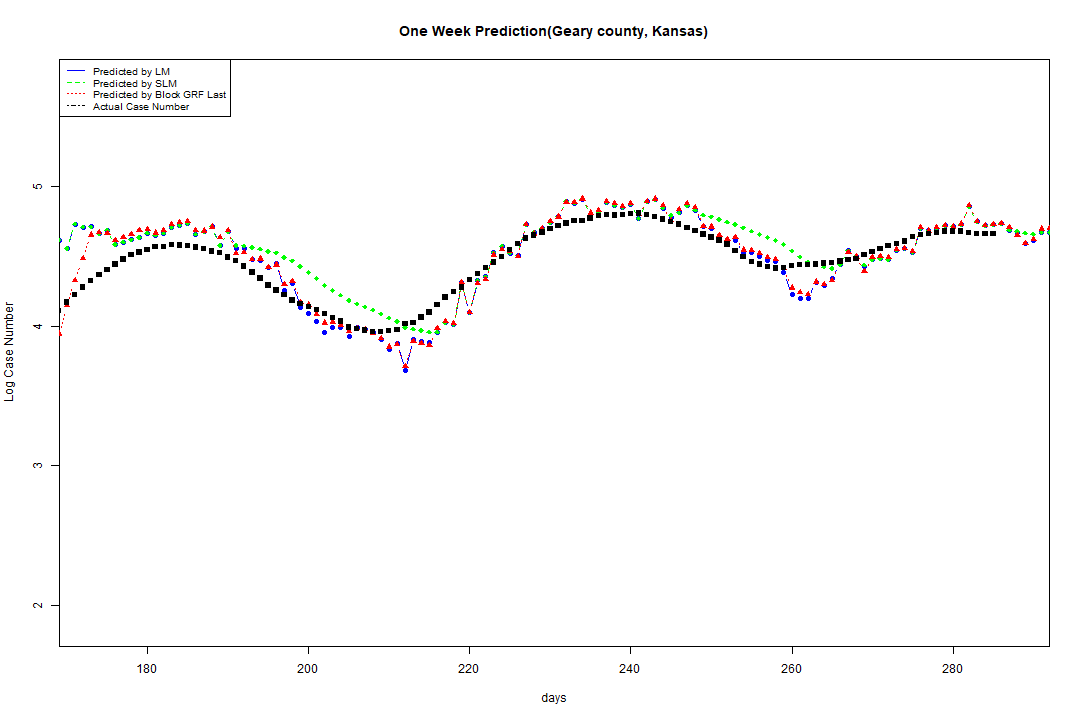 One Week Prediction(Geary county, Kansas)
Predicted by LM
Predicted by SLM
Predicted by Block GRF Last
Actual Case Number
5
4
3
2
Log Case Number
180 200 220 240 260 280
days